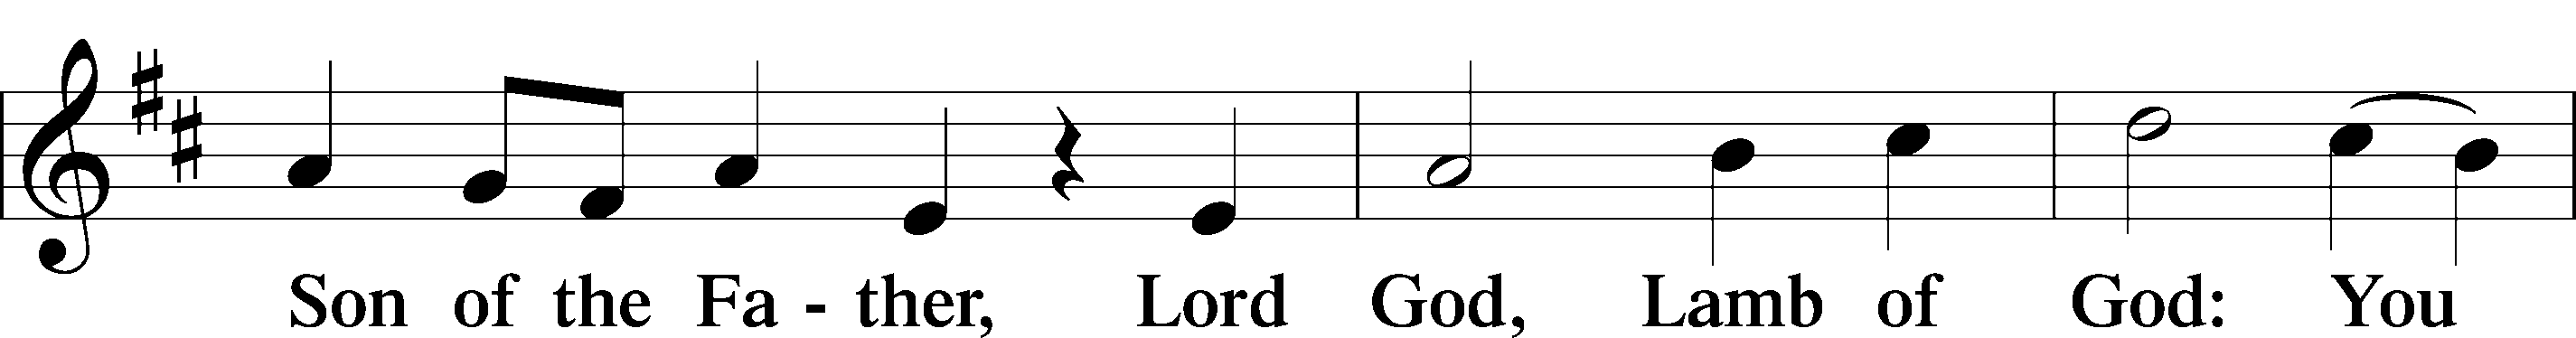 Son of the Fa - ther, Lord God, Lamb of God: You